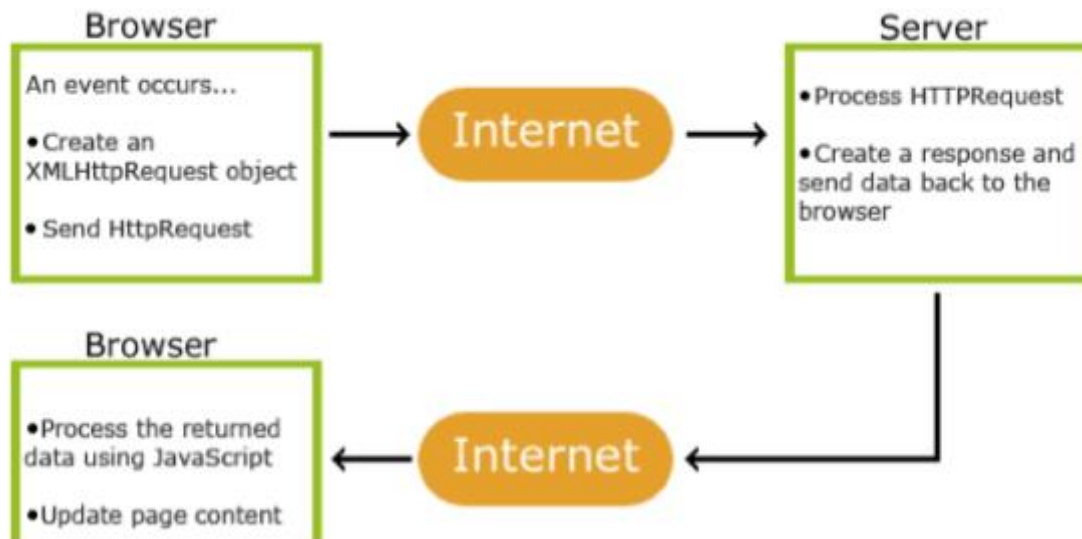 Browser
An event occurs...
•Create an
XMLHttpRequest object
• Send HttpRequest
Internet
Server
•Process HTTPRequest
•Create a response and
send data back to the
browser
Browser
•Process the returned
data using JavaScript
•Update page content
Internet